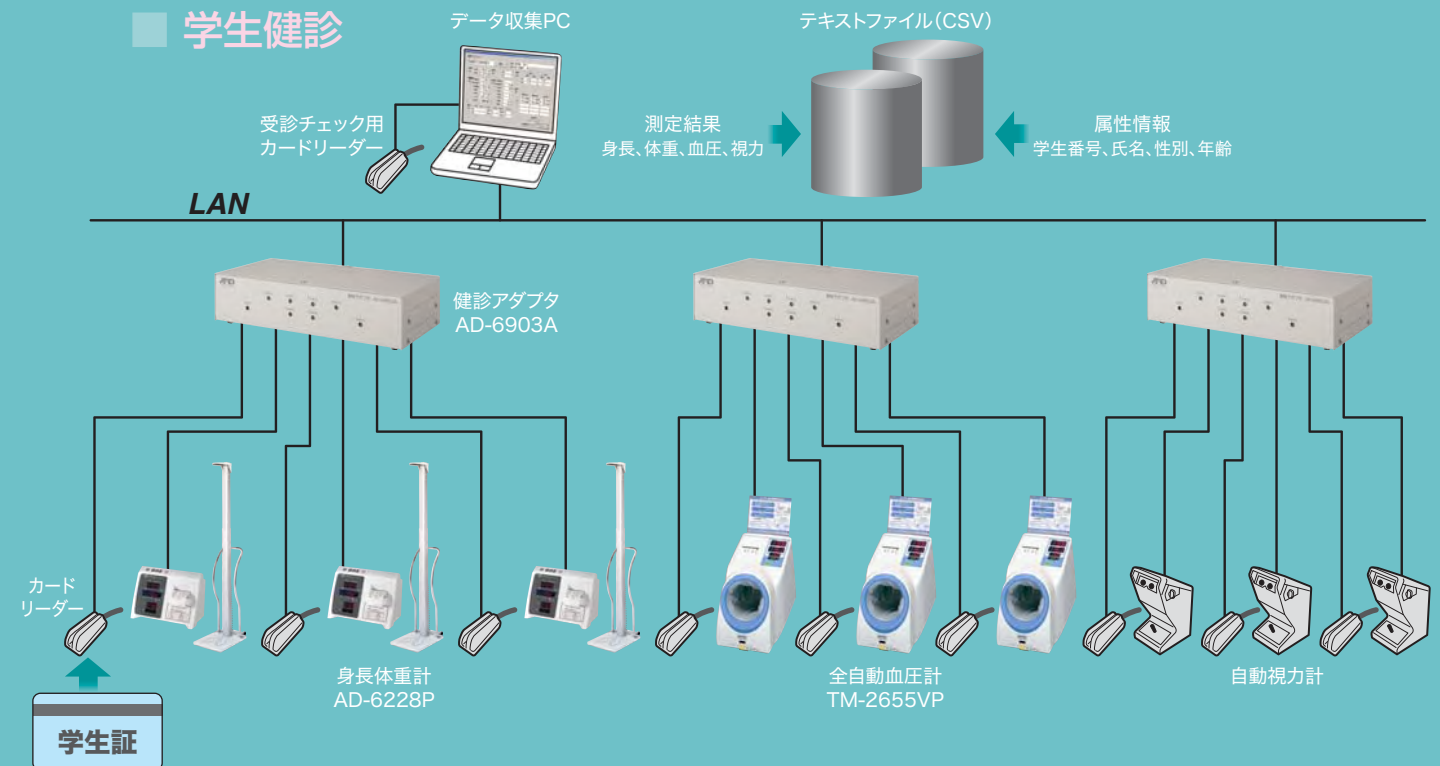 学生健診
データ収集PC
テキストファイル(CSV)
受診チェック用
カードリーダー
測定結果
身長、体重、血圧、視力
属性情報
学生番号、氏名、性別、年齢
LAN
健診アダプタ
AD-6903A
カード
リーダー
身長体重計
AD-6228P
全自動血圧計
TM-2655VP
自動視力計
学生証